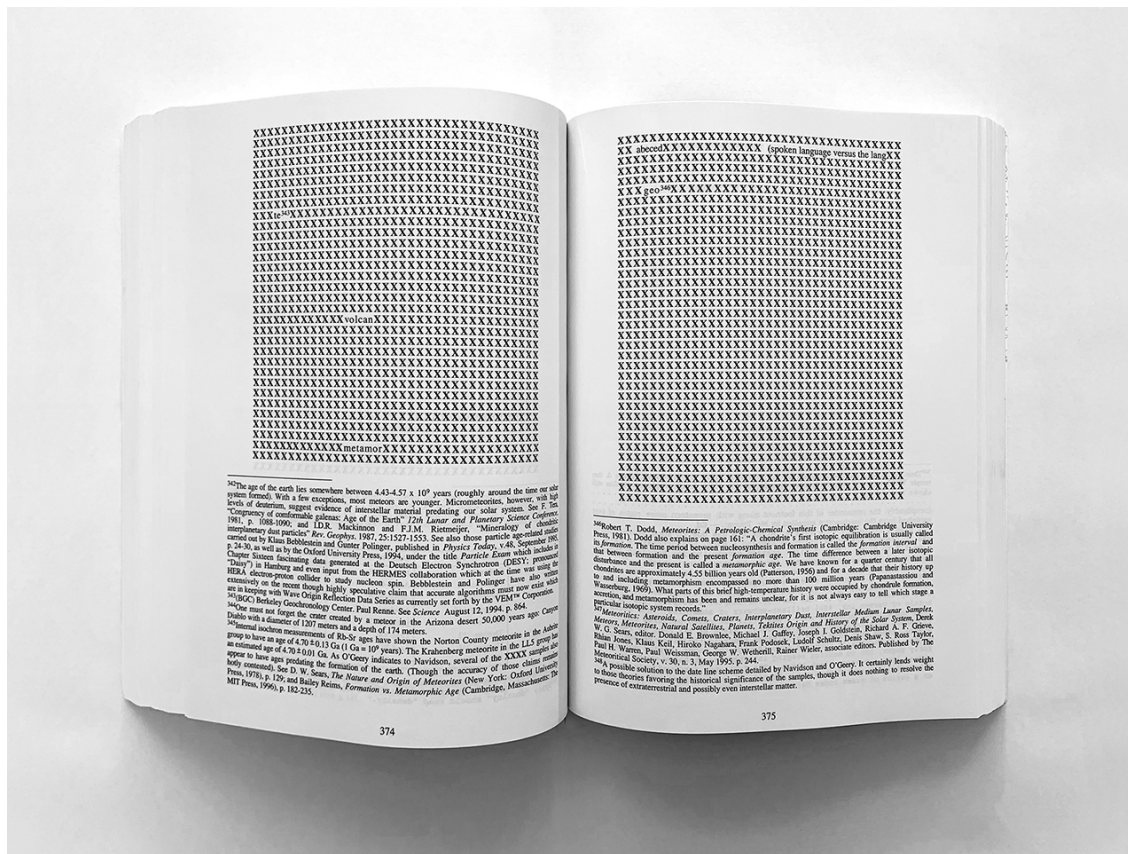 te³⁴³
volcan
metamor
³⁴²The age of the earth lies somewhere between 4.43-4.57 x 10⁹ years (roughly around the time our solar
system formed). With a few exceptions, most meteors are younger. Micrometeorites, however, with high
levels of deuterium, suggest evidence of interstellar material predating our solar system. See F. Tera,
"Congruency of comformable galenas: Age of the Earth" 12th Lunar and Planetary Science Conference,
1981, p. 1088-1090; and I.D.R. Mackinnon and F.J.M. Rietmeijer, "Mineralogy of chondritic
interplanetary dust particles" Rev. Geophys. 1987, 25:1527-1553. See also those particle age-related studies
carried out by Klaus Bebblestein and Gunter Polinger, published in Physics Today, v.48, September 1995,
p. 24-30, as well as by the Oxford University Press, 1994, under the title Particle Exam which includes in
Chapter Sixteen fascinating data generated at the Deutsch Electron Synchrotron (DESY; pronounced
"Daisy") in Hamburg and even input from the HERMES collaboration which at the time was using the
HERA electron-proton collider to study nucleon spin. Bebblestein and Polinger have also written
extensively on the recent though highly speculative claim that accurate algorithms must now exist which
are in keeping with Wave Origin Reflection Data Series as currently set forth by the VEM™ Corporation.
³⁴³(BGC) Berkeley Geochronology Center. Paul Renne. See Science August 12, 1994. p. 864.
³⁴⁴One must not forget the crater created by a meteor in the Arizona desert 50,000 years ago: Canyon
Diablo with a diameter of 1207 meters and a depth of 174 meters.
³⁴⁵Internal isochron measurements of Rb-Sr ages have shown the Norton County meteorite in the Aubrite
group to have an age of 4.70 ± 0.13 Ga (1 Ga = 10⁹ years). The Krahenberg meteorite in the LL5 group has
an estimated age of 4.70 ± 0.01 Ga. As O'Geery indicates to Navidson, several of the XXXX samples also
appear to have ages predating the formation of the earth. (Though the accuracy of those claims remains
hotly contested). See D. W. Sears, The Nature and Origin of Meteorites (New York: Oxford University
Press, 1978), p. 129; and Bailey Reims, Formation vs. Metamorphic Age (Cambridge, Massachusetts: The
MIT Press, 1996), p. 182-235.
374
abeced (spoken language versus the lang
geo³⁴⁶
³⁴⁶Robert T. Dodd, Meteorites: A Petrologic-Chemical Synthesis (Cambridge: Cambridge University
Press, 1981). Dodd also explains on page 161: "A chondrite's first isotopic equilibration is usually called
its formation. The time period between nucleosynthesis and formation is called the formation interval and
that between formation and the present formation age. The time difference between a later isotopic
disturbance and the present is called a metamorphic age. We have known for a quarter century that all
chondrites are approximately 4.55 billion years old (Patterson, 1956) and for a decade that their history up
to and including metamorphism encompassed no more than 100 million years (Papanastassiou and
Wasserburg, 1969). What parts of this brief high-temperature history were occupied by chondrule formation,
accretion, and metamorphism has been and remains unclear, for it is not always easy to tell which stage a
particular isotopic system records."
³⁴⁷Meteoritics: Asteroids, Comets, Craters, Interplanetary Dust, Interstellar Medium Lunar Samples,
Meteors, Meteorites, Natural Satellites, Planets, Tektites Origin and History of the Solar System, Derek
W. G. Sears, editor. Donald E. Brownlee, Michael J. Gaffey, Joseph I. Goldstein, Richard A. F. Grieve,
Rhian Jones, Klaus Keil, Hiroko Nagahara, Frank Podosek, Ludolf Schultz, Denis Shaw, S. Ross Taylor,
Paul H. Warren, Paul Weissman, George W. Wetherill, Rainer Wieler, associate editors. Published by The
Meteoritical Society, v. 30, n. 3, May 1995. p. 244.
³⁴⁸A possible solution to the date line scheme detailed by Navidson and O'Geery. It certainly lends weight
to those theories favoring the historical significance of the samples, though it does nothing to resolve the
presence of extraterrestrial and possibly even interstellar matter.
375